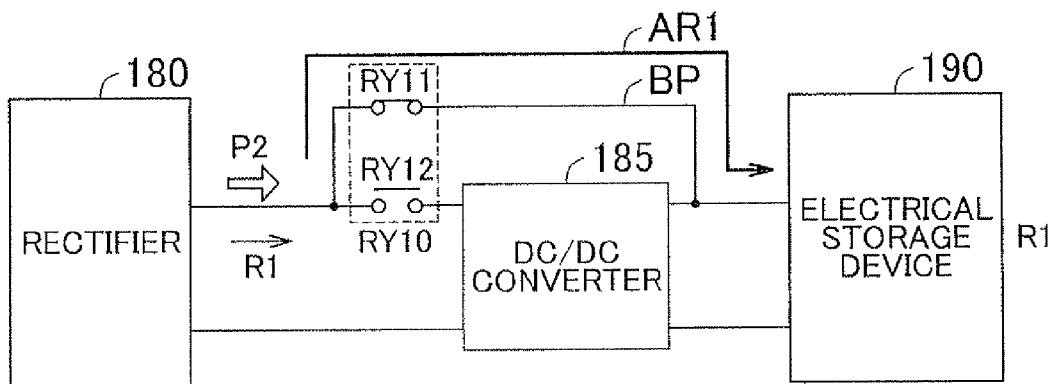 AR1
180
RY11
BP
190
P2
RY12
185
RECTIFIER
R1
RY10
DC/DC
CONVERTER
ELECTRICAL
STORAGE
DEVICE
R1